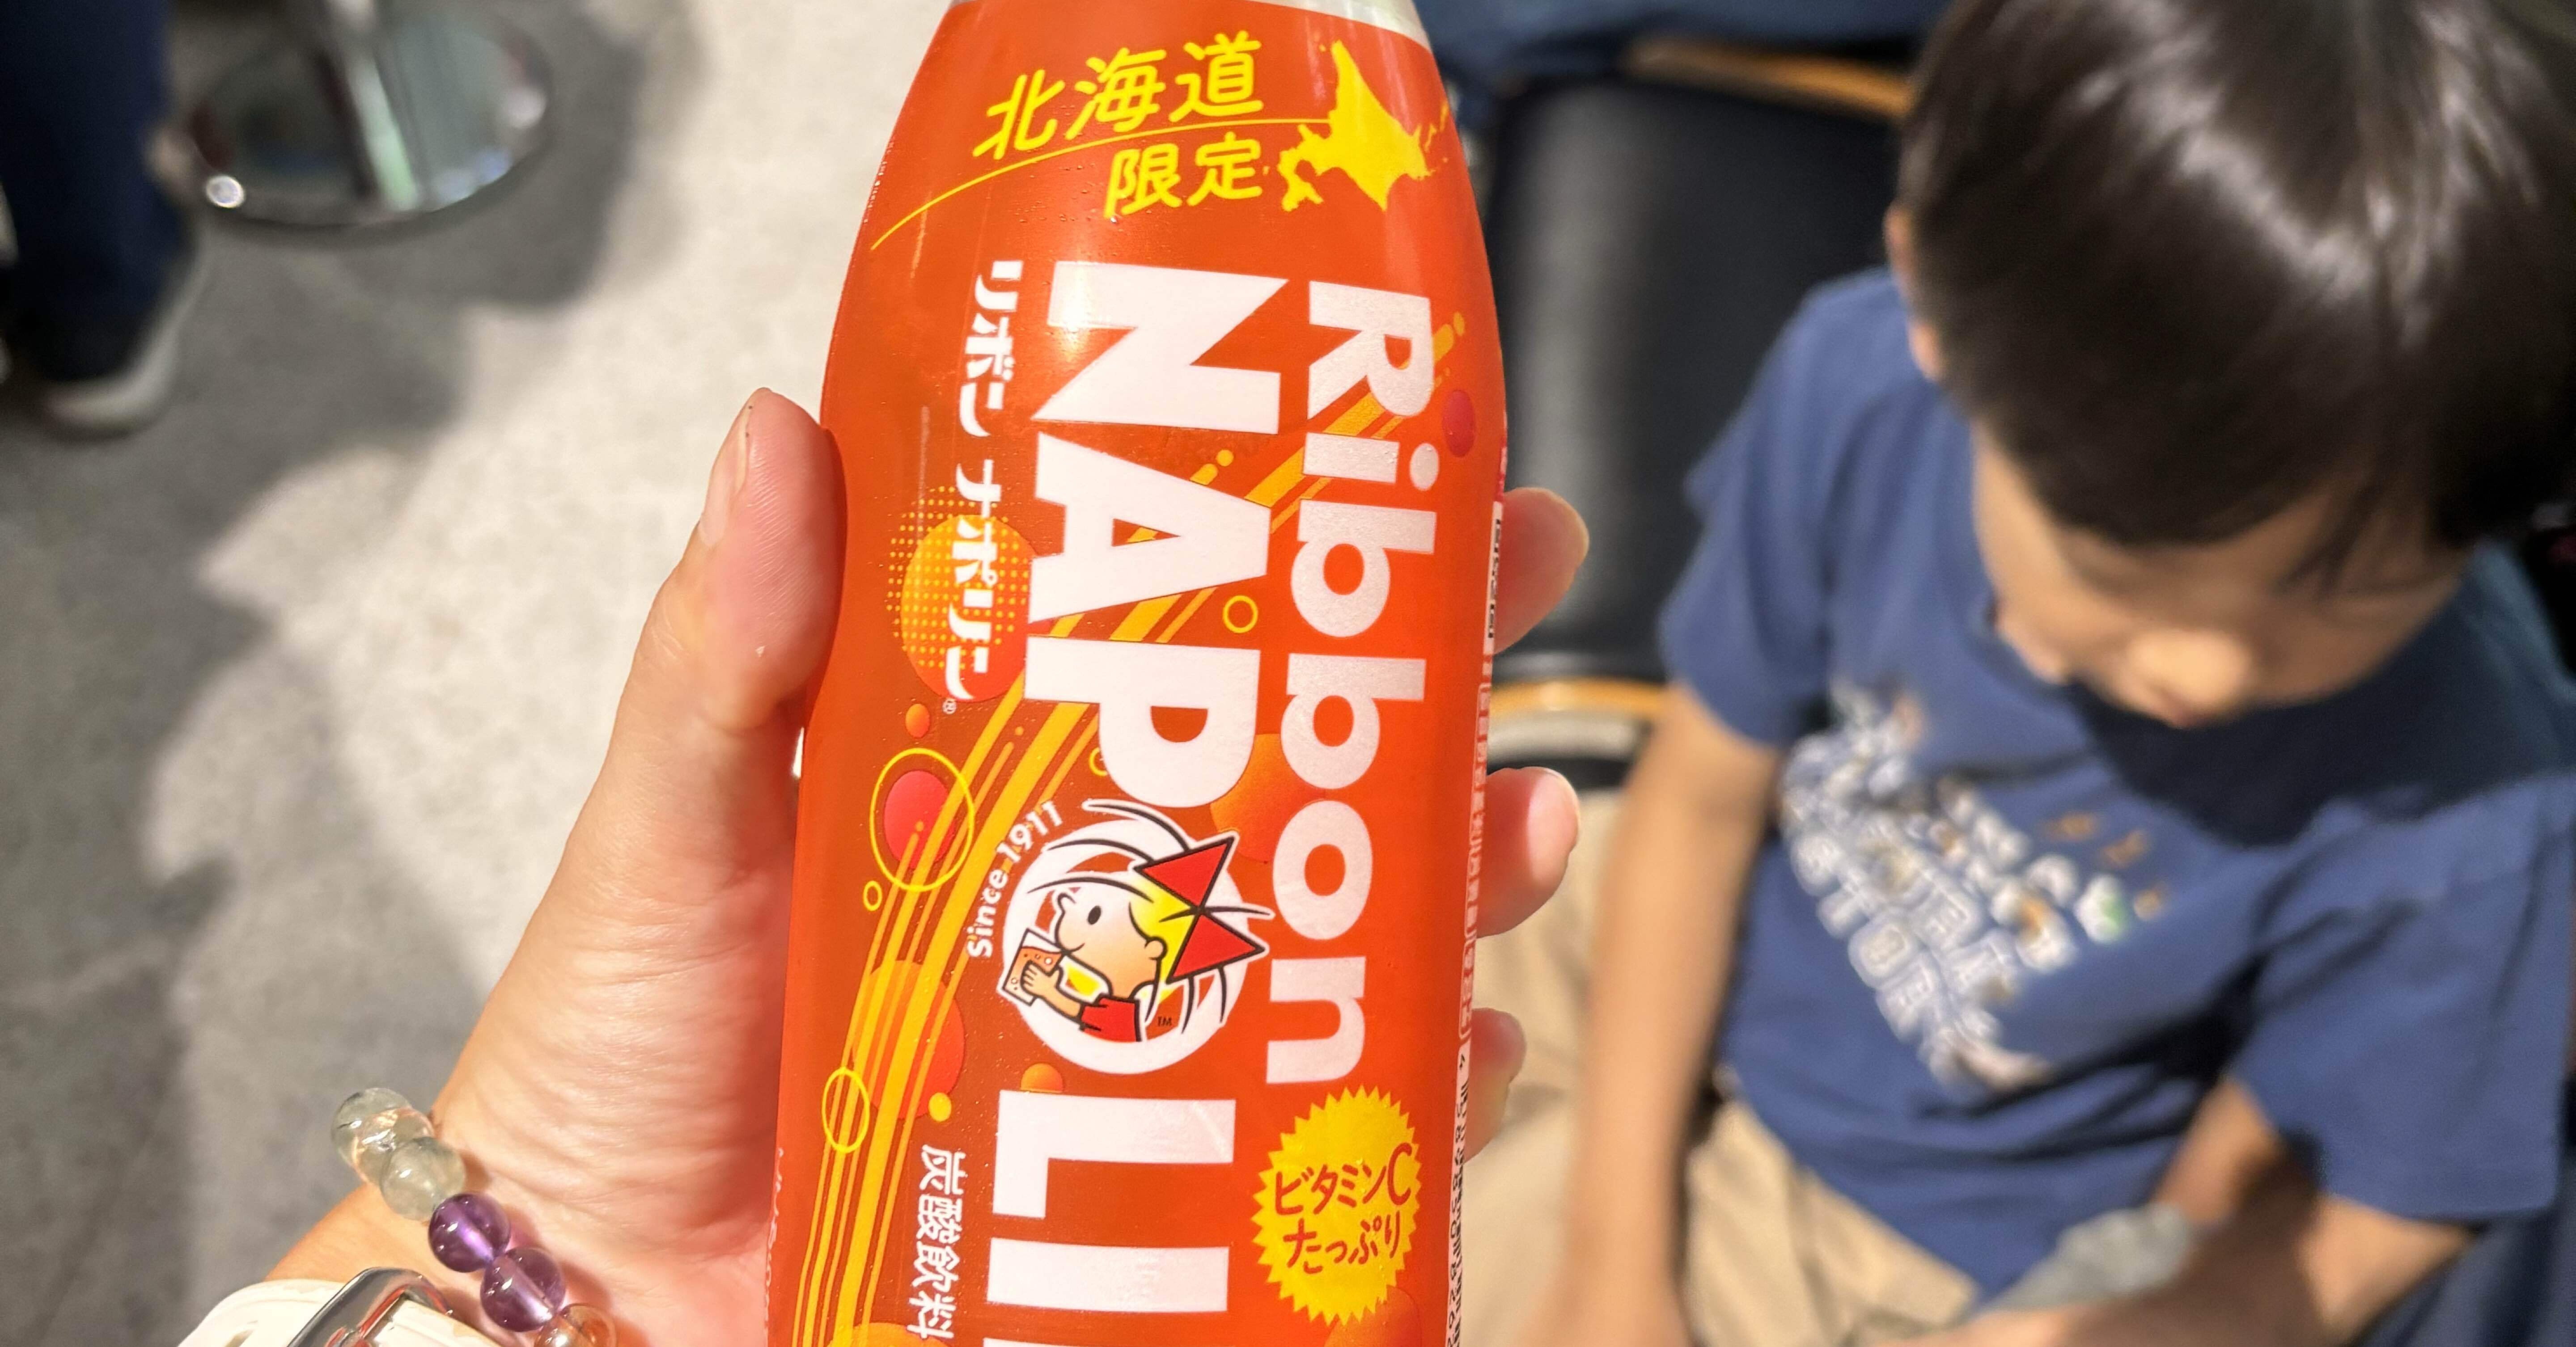 北海道
限定
Ribbon
NAPOLI
リボン ナポリン®
Since 1911
TM
炭酸飲料
ビタミンC
たっぷり